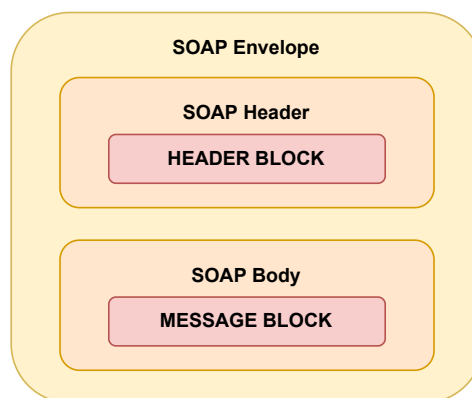 SOAP Envelope
SOAP Header
HEADER BLOCK
SOAP Body
MESSAGE BLOCK